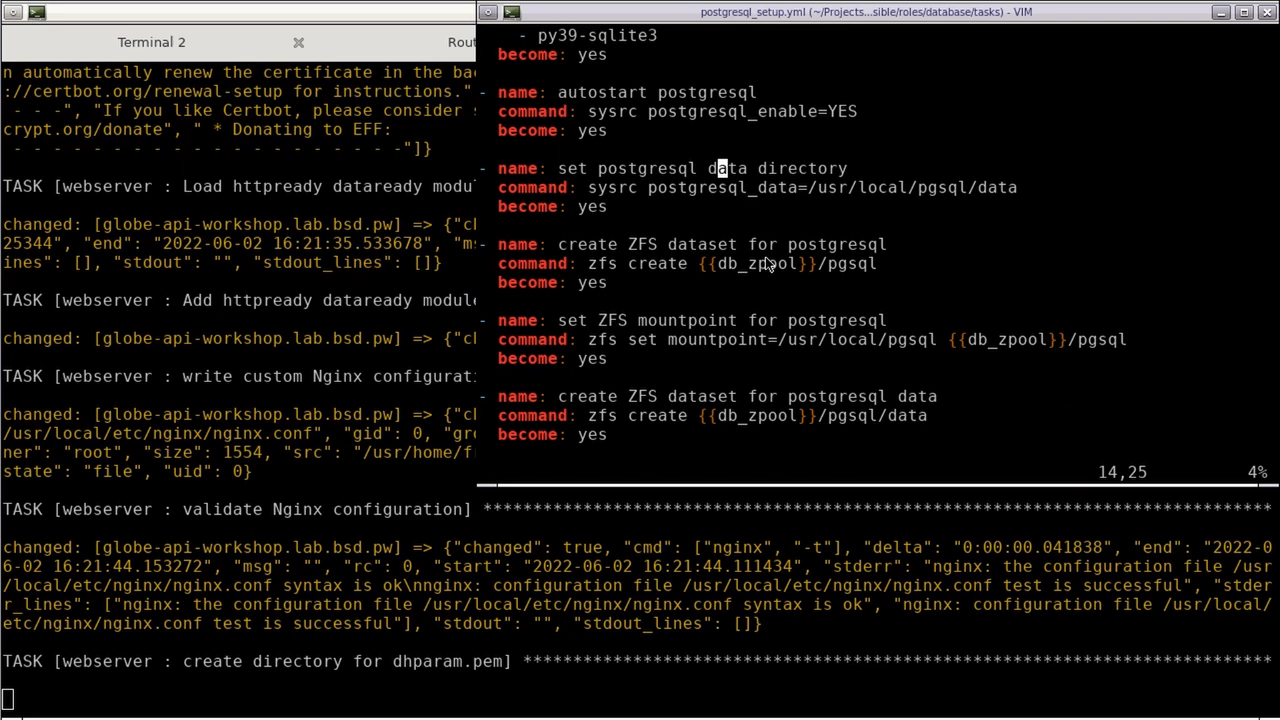 postgresql_setup.yml (~/Projects...sible/roles/database/tasks) - VIM
Terminal 2
Rou
n automatically renew the certificate in the bac
://certbot.org/renewal-setup for instructions."
- - -", "If you like Certbot, please consider s
crypt.org/donate", " * Donating to EFF:
- - - - - - - - - - - - - - - - - - - -"]}
TASK [webserver : Load httpready dataready modu
changed: [globe-api-workshop.lab.bsd.pw] => {"c
25344", "end": "2022-06-02 16:21:35.533678", "ms
ines": [], "stdout": "", "stdout_lines": []}
TASK [webserver : Add httpready dataready module
changed: [globe-api-workshop.lab.bsd.pw] => {"c
TASK [webserver : write custom Nginx configurat
changed: [globe-api-workshop.lab.bsd.pw] => {"c
/usr/local/etc/nginx/nginx.conf", "gid": 0, "gro
ner": "root", "size": 1554, "src": "/usr/home/f
state": "file", "uid": 0}
- py39-sqlite3
become: yes
- name: autostart postgresql
command: sysrc postgresql_enable=YES
become: yes
- name: set postgresql data directory
command: sysrc postgresql_data=/usr/local/pgsql/data
become: yes
- name: create ZFS dataset for postgresql
command: zfs create {{db_zpool}}/pgsql
become: yes
- name: set ZFS mountpoint for postgresql
command: zfs set mountpoint=/usr/local/pgsql {{db_zpool}}/pgsql
become: yes
- name: create ZFS dataset for postgresql data
command: zfs create {{db_zpool}}/pgsql/data
become: yes
14,25 4%
TASK [webserver : validate Nginx configuration] *******************************************************************************
changed: [globe-api-workshop.lab.bsd.pw] => {"changed": true, "cmd": ["nginx", "-t"], "delta": "0:00:00.041838", "end": "2022-0
6-02 16:21:44.153272", "msg": "", "rc": 0, "start": "2022-06-02 16:21:44.111434", "stderr": "nginx: the configuration file /usr
/local/etc/nginx/nginx.conf syntax is ok\nnginx: configuration file /usr/local/etc/nginx/nginx.conf test is successful", "stder
r_lines": ["nginx: the configuration file /usr/local/etc/nginx/nginx.conf syntax is ok", "nginx: configuration file /usr/local/
etc/nginx/nginx.conf test is successful"], "stdout": "", "stdout_lines": []}
TASK [webserver : create directory for dhparam.pem] ***************************************************************************